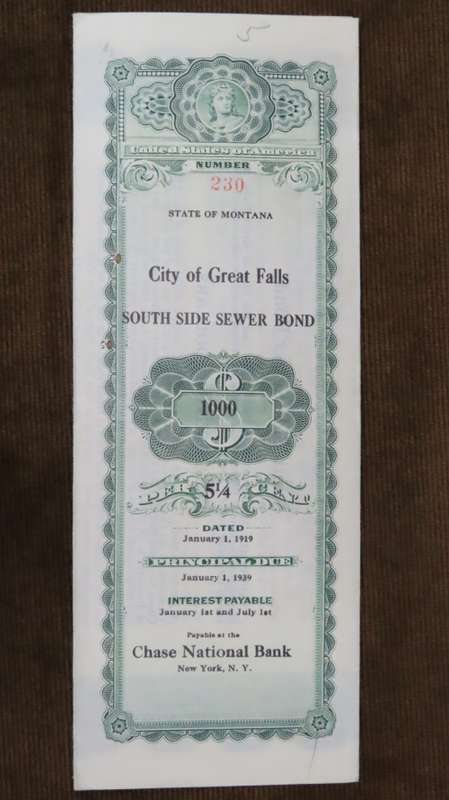 5
United States of America
NUMBER
230
STATE OF MONTANA
City of Great Falls
SOUTH SIDE SEWER BOND
$
1000
PER 5¼ CENT
DATED
January 1, 1919
PRINCIPAL DUE
January 1, 1939
INTEREST PAYABLE
January 1st and July 1st
Payable at the
Chase National Bank
New York, N. Y.